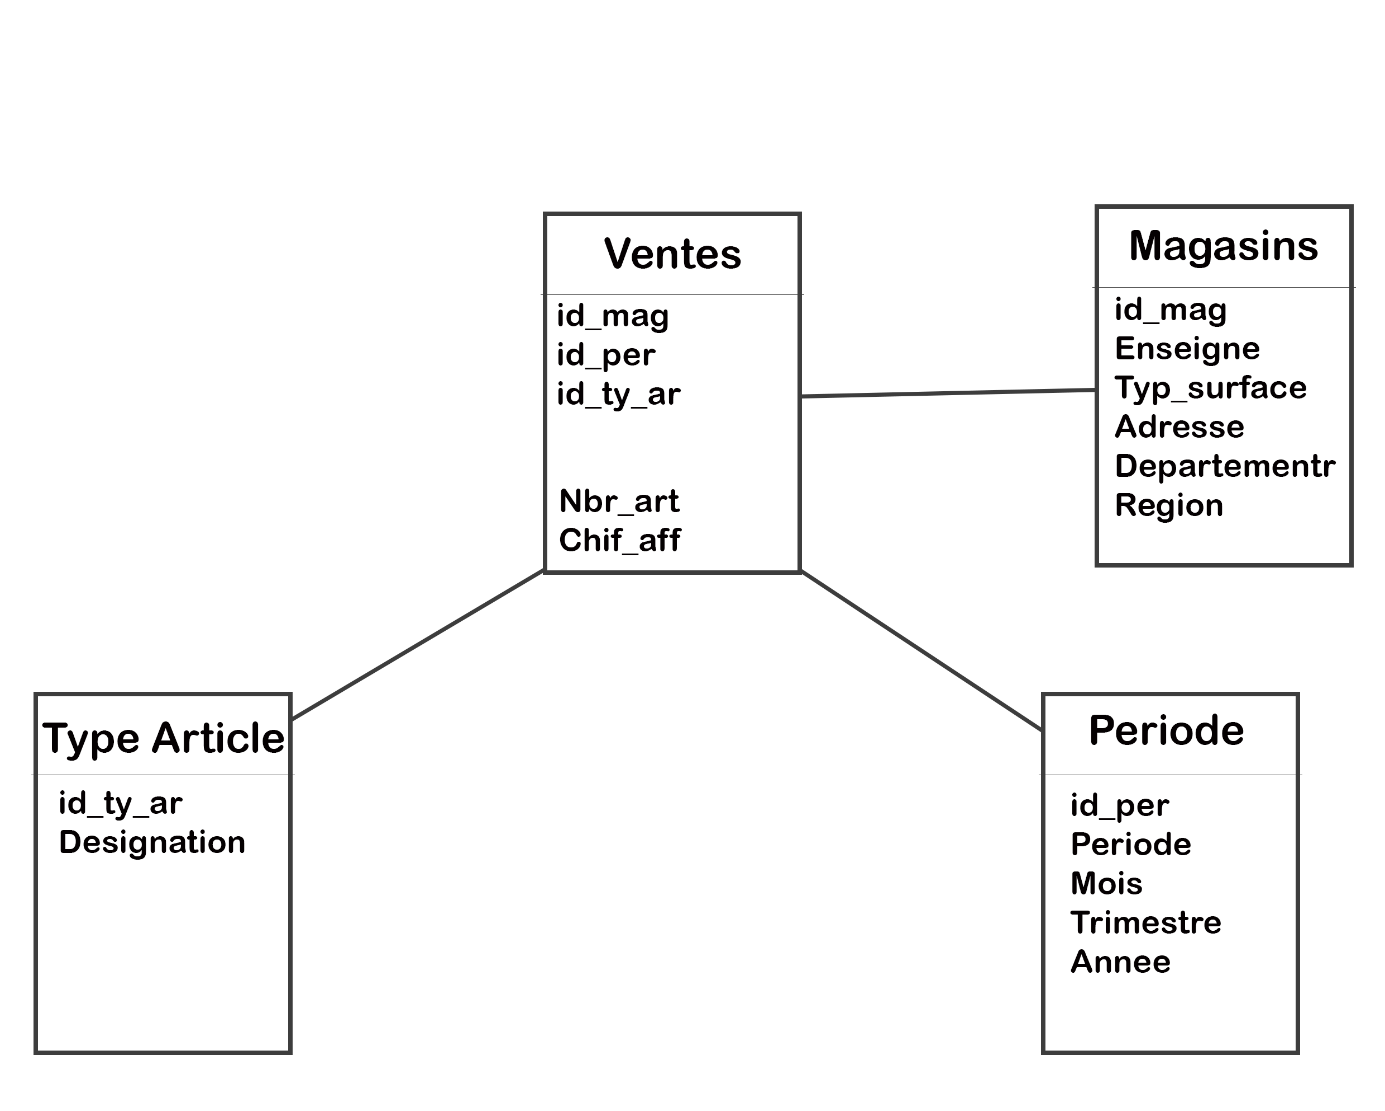 Ventes
id_mag
id_per
id_ty_ar
Nbr_art
Chif_aff
Magasins
id_mag
Enseigne
Typ_surface
Adresse
Departementr
Region
Type Article
id_ty_ar
Designation
Periode
id_per
Periode
Mois
Trimestre
Annee